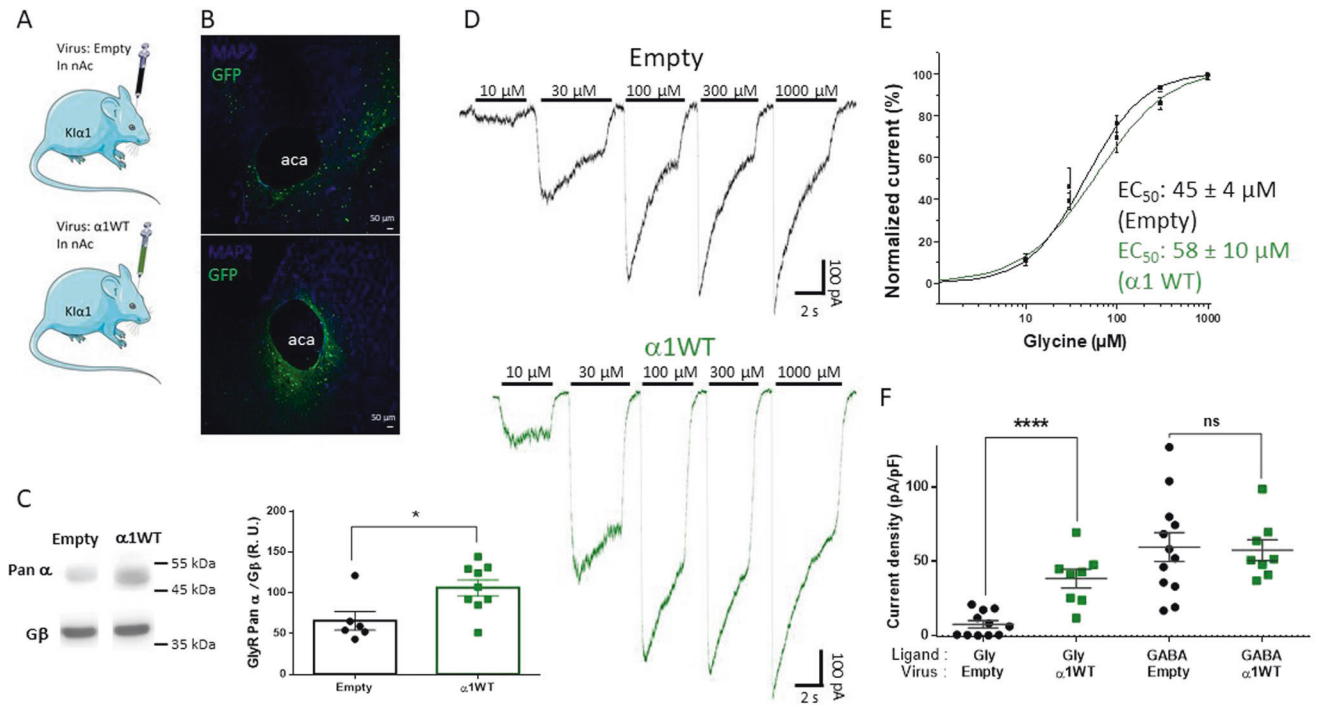 A
Virus: Empty
In nAc
KIα1
Virus: α1WT
In nAc
KIα1
B
MAP2
GFP
aca
50 µm
MAP2
GFP
aca
50 µm
C
Empty α1WT
Pan α
55 kDa
45 kDa
Gβ
35 kDa
GlyR Pan α /Gβ (R. U.)
200
150
100
50
0
*
Empty
α1WT
D
Empty
10 µM 30 µM 100 µM 300 µM 1000 µM
100 pA
2 s
α1WT
10 µM 30 µM 100 µM 300 µM 1000 µM
100 pA
2 s
E
Normalized current (%)
100
80
60
40
20
0
10 100 1000
Glycine (µM)
EC50: 45 ± 4 µM
(Empty)
EC50: 58 ± 10 µM
(α1 WT)
F
Current density (pA/pF)
100
50
0
****
ns
Ligand : Gly Gly GABA GABA
Virus : Empty α1WT Empty α1WT